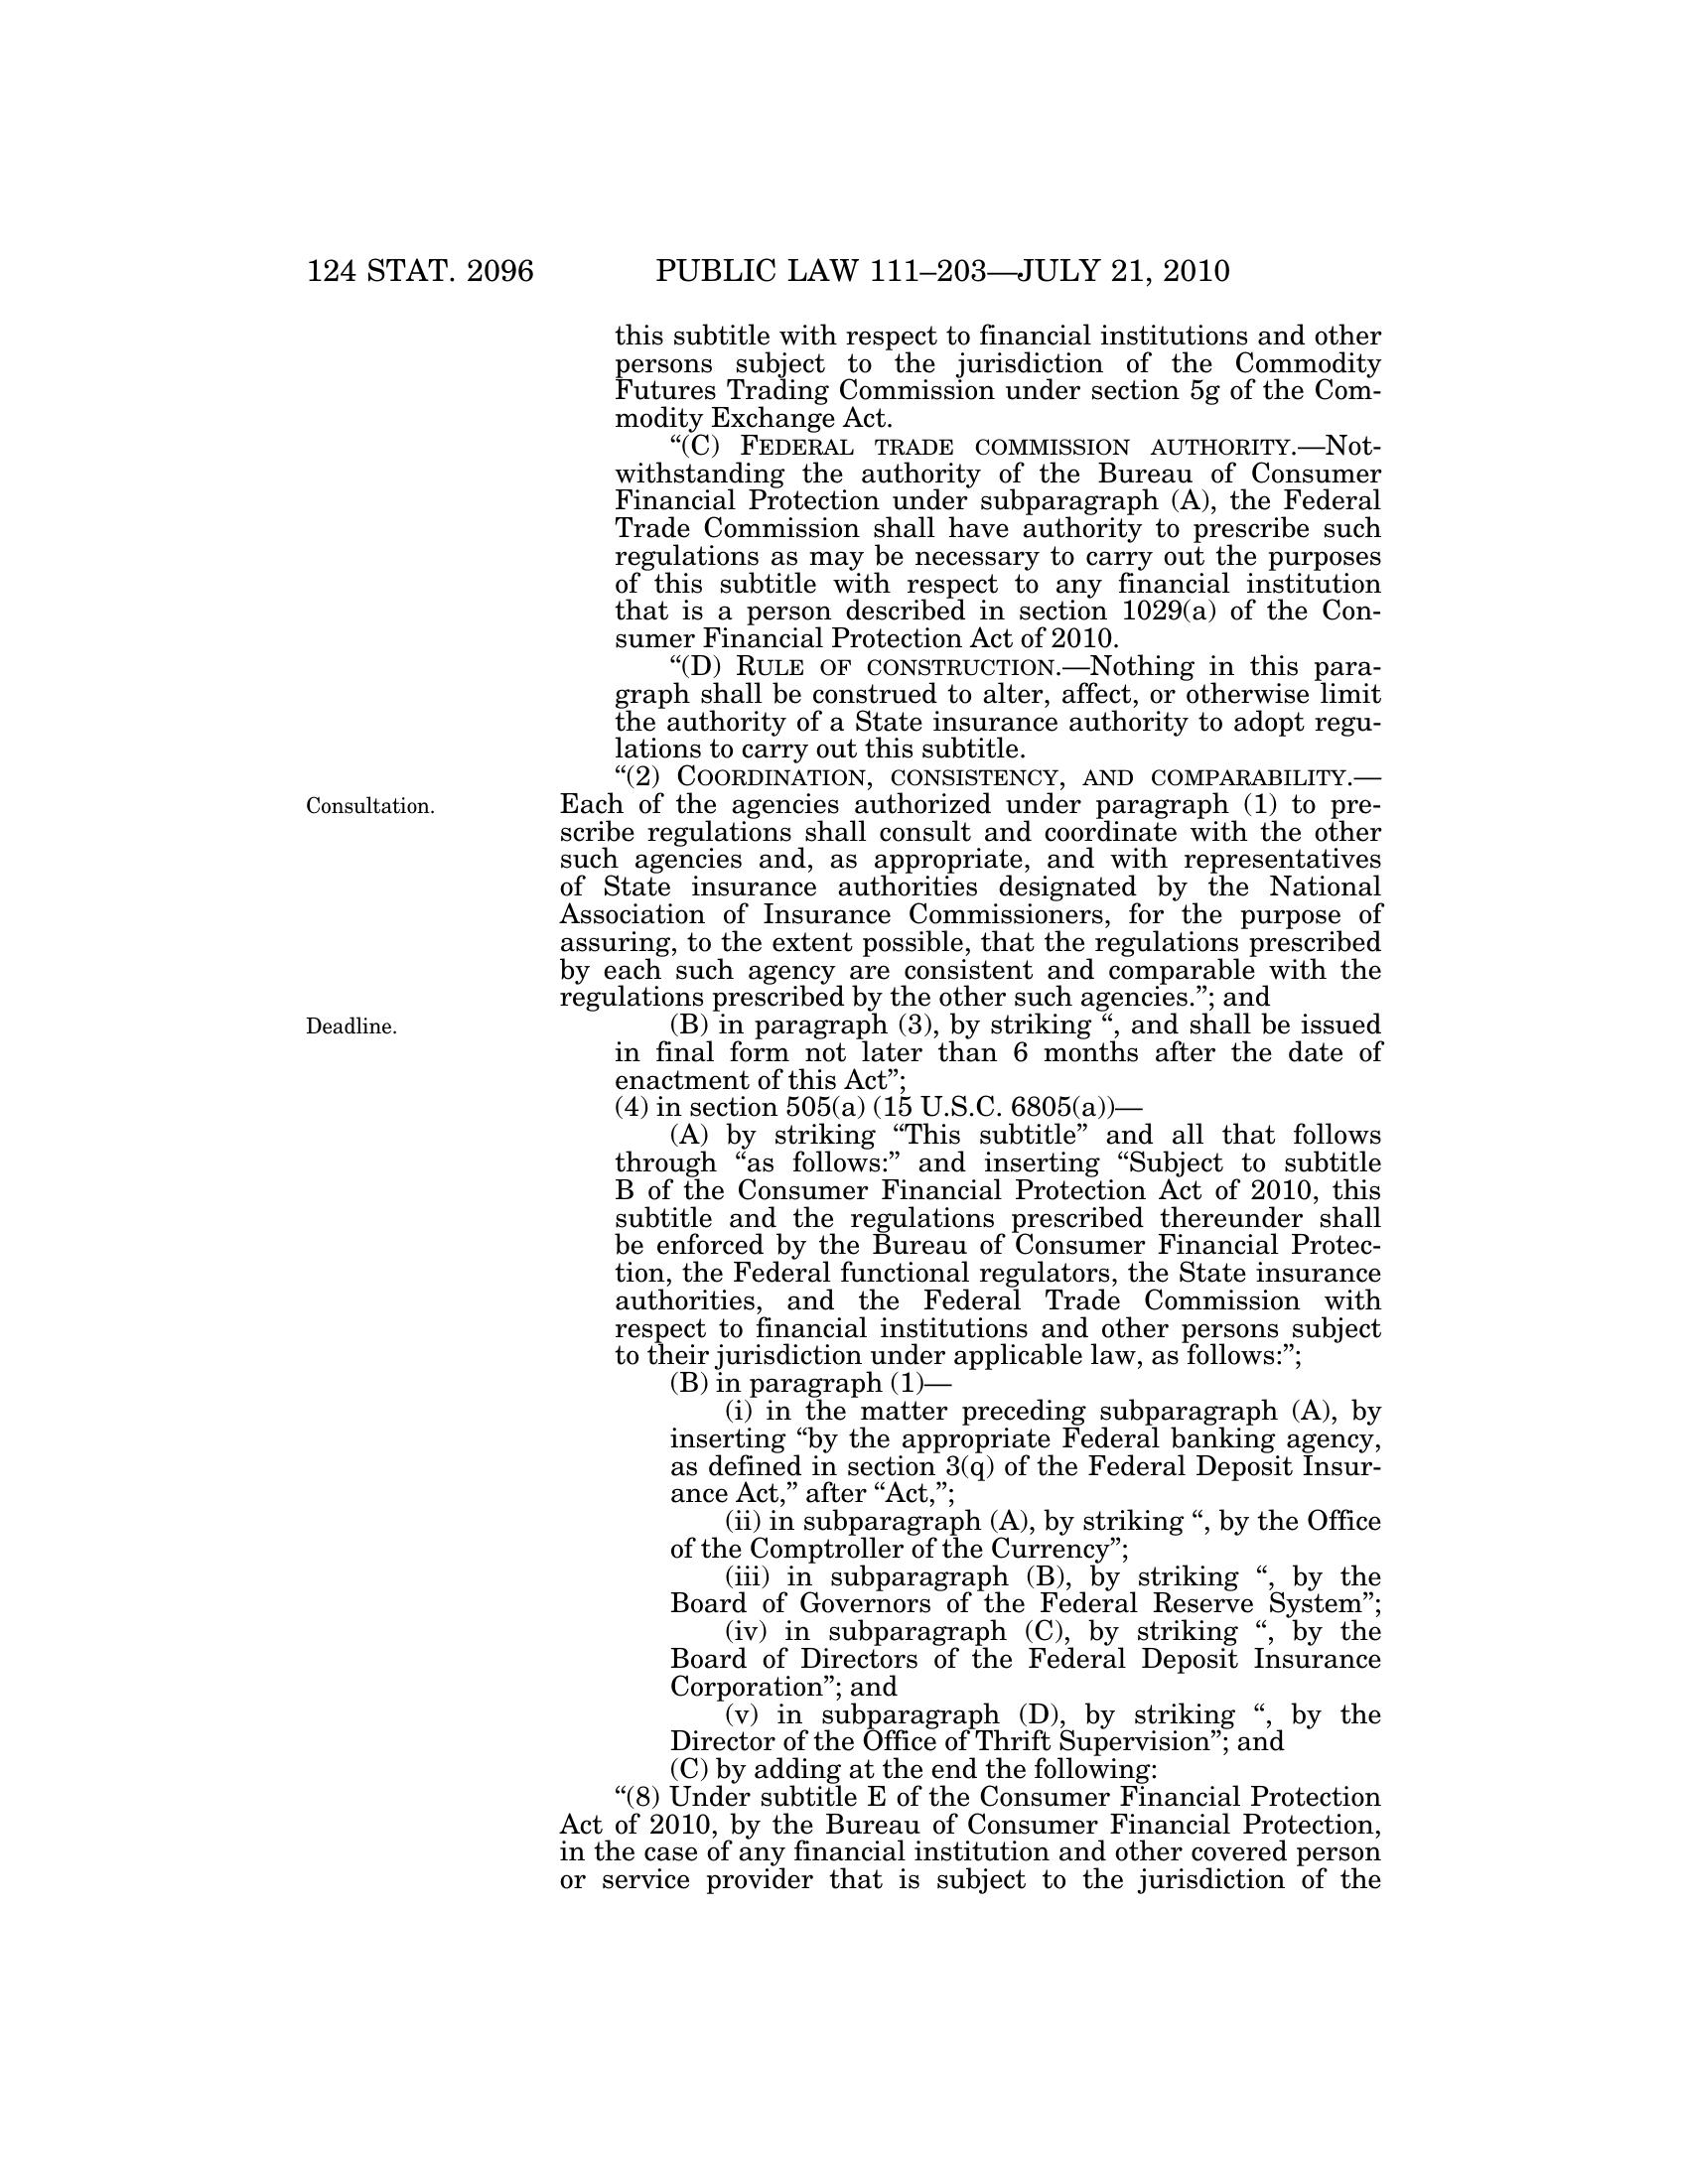 124 STAT. 2096 PUBLIC LAW 111–203—JULY 21, 2010
this subtitle with respect to financial institutions and other
persons subject to the jurisdiction of the Commodity
Futures Trading Commission under section 5g of the Com-
modity Exchange Act.
“(C) FEDERAL TRADE COMMISSION AUTHORITY.—Not-
withstanding the authority of the Bureau of Consumer
Financial Protection under subparagraph (A), the Federal
Trade Commission shall have authority to prescribe such
regulations as may be necessary to carry out the purposes
of this subtitle with respect to any financial institution
that is a person described in section 1029(a) of the Con-
sumer Financial Protection Act of 2010.
“(D) RULE OF CONSTRUCTION.—Nothing in this para-
graph shall be construed to alter, affect, or otherwise limit
the authority of a State insurance authority to adopt regu-
lations to carry out this subtitle.
“(2) COORDINATION, CONSISTENCY, AND COMPARABILITY.—
Consultation.
Each of the agencies authorized under paragraph (1) to pre-
scribe regulations shall consult and coordinate with the other
such agencies and, as appropriate, and with representatives
of State insurance authorities designated by the National
Association of Insurance Commissioners, for the purpose of
assuring, to the extent possible, that the regulations prescribed
by each such agency are consistent and comparable with the
regulations prescribed by the other such agencies.”; and
Deadline.
(B) in paragraph (3), by striking “, and shall be issued
in final form not later than 6 months after the date of
enactment of this Act”;
(4) in section 505(a) (15 U.S.C. 6805(a))—
(A) by striking “This subtitle” and all that follows
through “as follows:” and inserting “Subject to subtitle
B of the Consumer Financial Protection Act of 2010, this
subtitle and the regulations prescribed thereunder shall
be enforced by the Bureau of Consumer Financial Protec-
tion, the Federal functional regulators, the State insurance
authorities, and the Federal Trade Commission with
respect to financial institutions and other persons subject
to their jurisdiction under applicable law, as follows:”;
(B) in paragraph (1)—
(i) in the matter preceding subparagraph (A), by
inserting “by the appropriate Federal banking agency,
as defined in section 3(q) of the Federal Deposit Insur-
ance Act,” after “Act,”;
(ii) in subparagraph (A), by striking “, by the Office
of the Comptroller of the Currency”;
(iii) in subparagraph (B), by striking “, by the
Board of Governors of the Federal Reserve System”;
(iv) in subparagraph (C), by striking “, by the
Board of Directors of the Federal Deposit Insurance
Corporation”; and
(v) in subparagraph (D), by striking “, by the
Director of the Office of Thrift Supervision”; and
(C) by adding at the end the following:
“(8) Under subtitle E of the Consumer Financial Protection
Act of 2010, by the Bureau of Consumer Financial Protection,
in the case of any financial institution and other covered person
or service provider that is subject to the jurisdiction of the